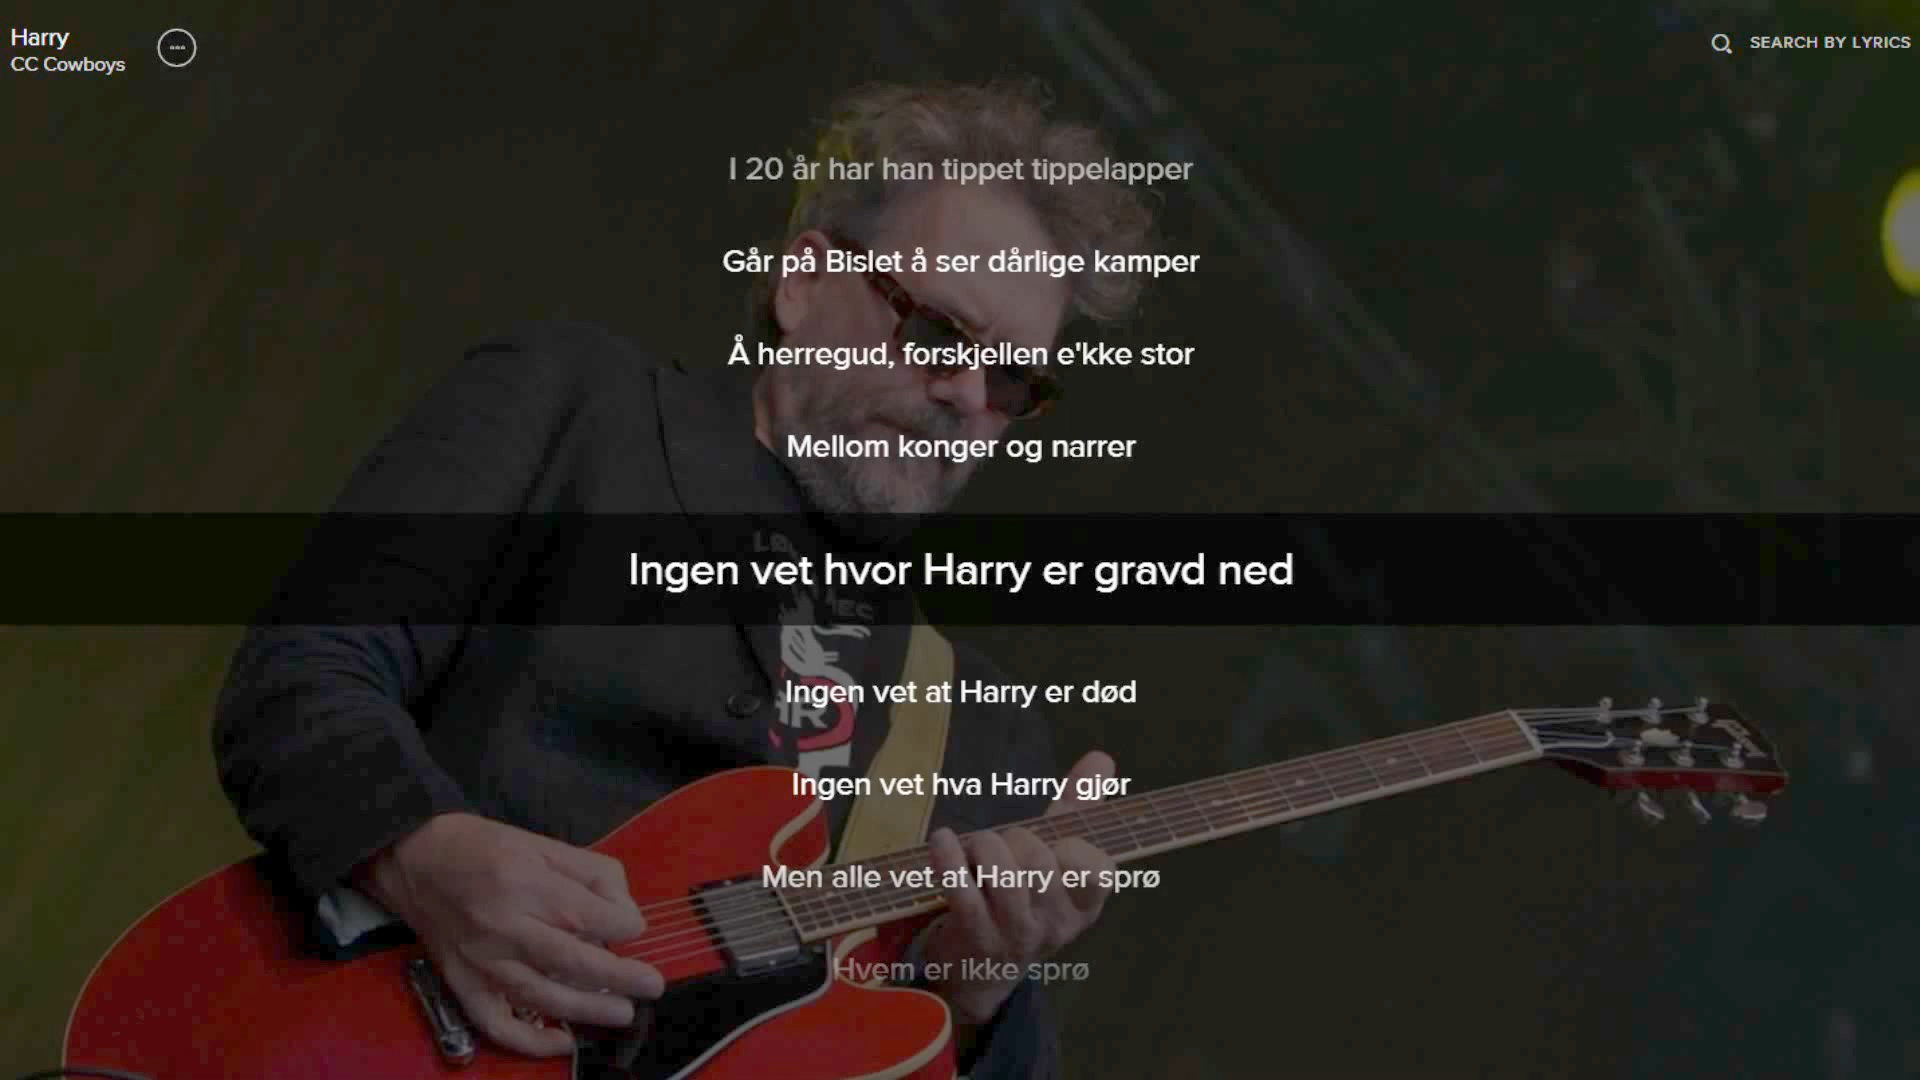 Harry
CC Cowboys
SEARCH BY LYRICS
I 20 år har han tippet tippelapper
Går på Bislet å ser dårlige kamper
Å herregud, forskjellen e'kke stor
Mellom konger og narrer
Ingen vet hvor Harry er gravd ned
Ingen vet at Harry er død
Ingen vet hva Harry gjør
Men alle vet at Harry er sprø
Hvem er ikke sprø